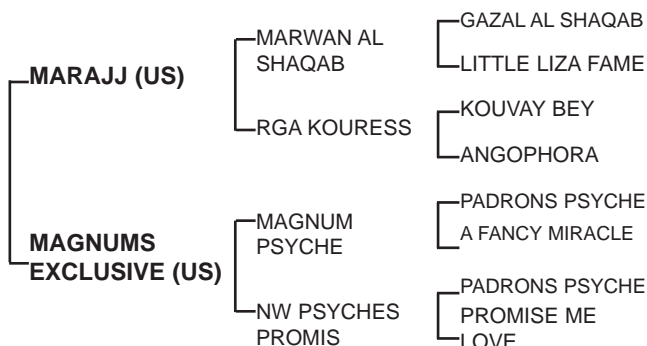 GAZAL AL SHAQAB
MARWAN AL
SHAQAB
LITTLE LIZA FAME
MARAJJ (US)
KOUVAY BEY
RGA KOURESS
ANGOPHORA
PADRONS PSYCHE
MAGNUM
PSYCHE
A FANCY MIRACLE
MAGNUMS
EXCLUSIVE (US)
PADRONS PSYCHE
NW PSYCHES
PROMIS
PROMISE ME
LOVE